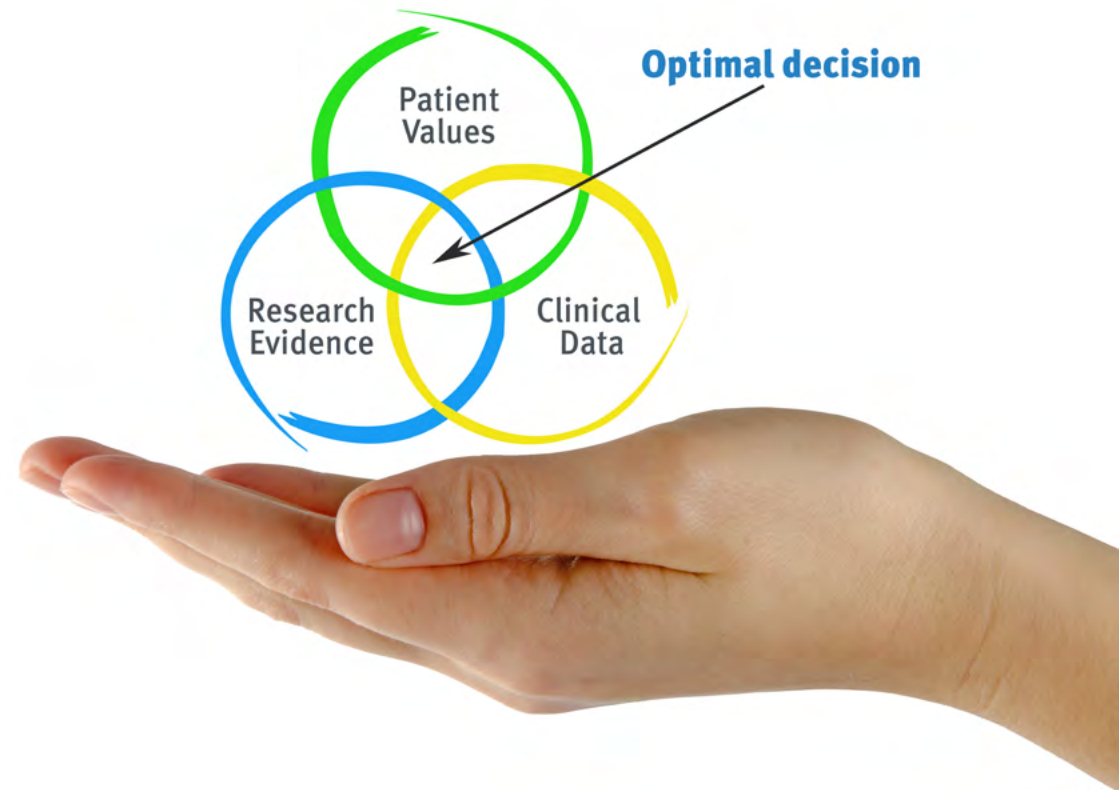 Optimal decision
Patient
Values
Research
Evidence
Clinical
Data